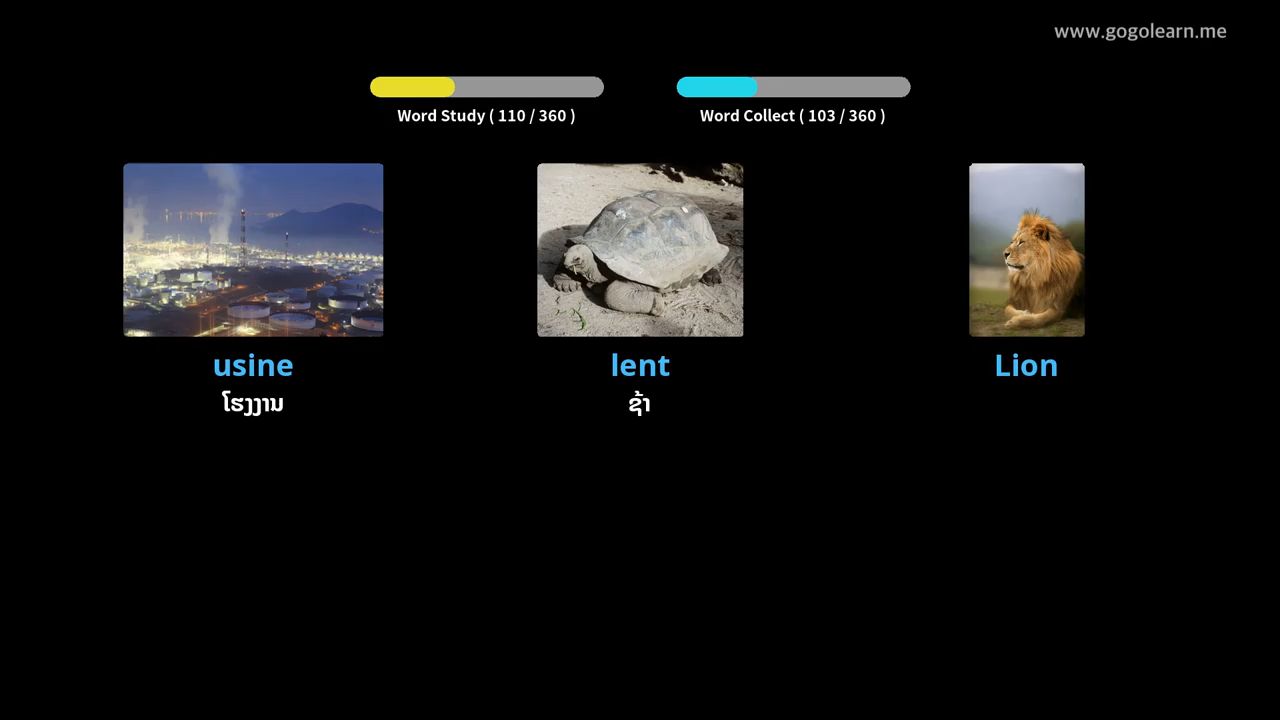 www.gogolearn.me
Word Study ( 110 / 360 )
Word Collect ( 103 / 360 )
usine
ໂຮງງານ
lent
ຊ້າ
Lion